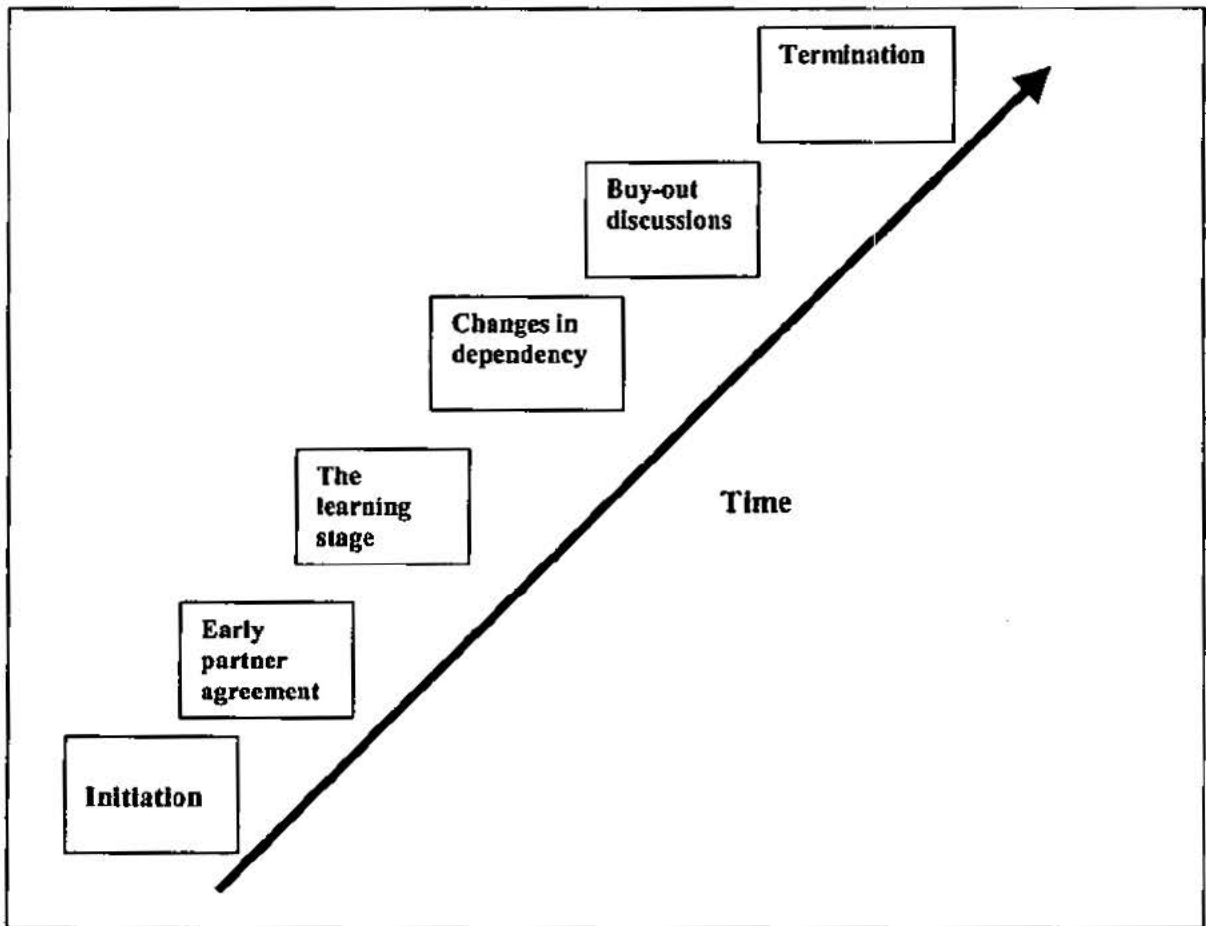 Termination
Buy-out
discussions
Changes in
dependency
The
learning
stage
Time
Early
partner
agreement
Initiation